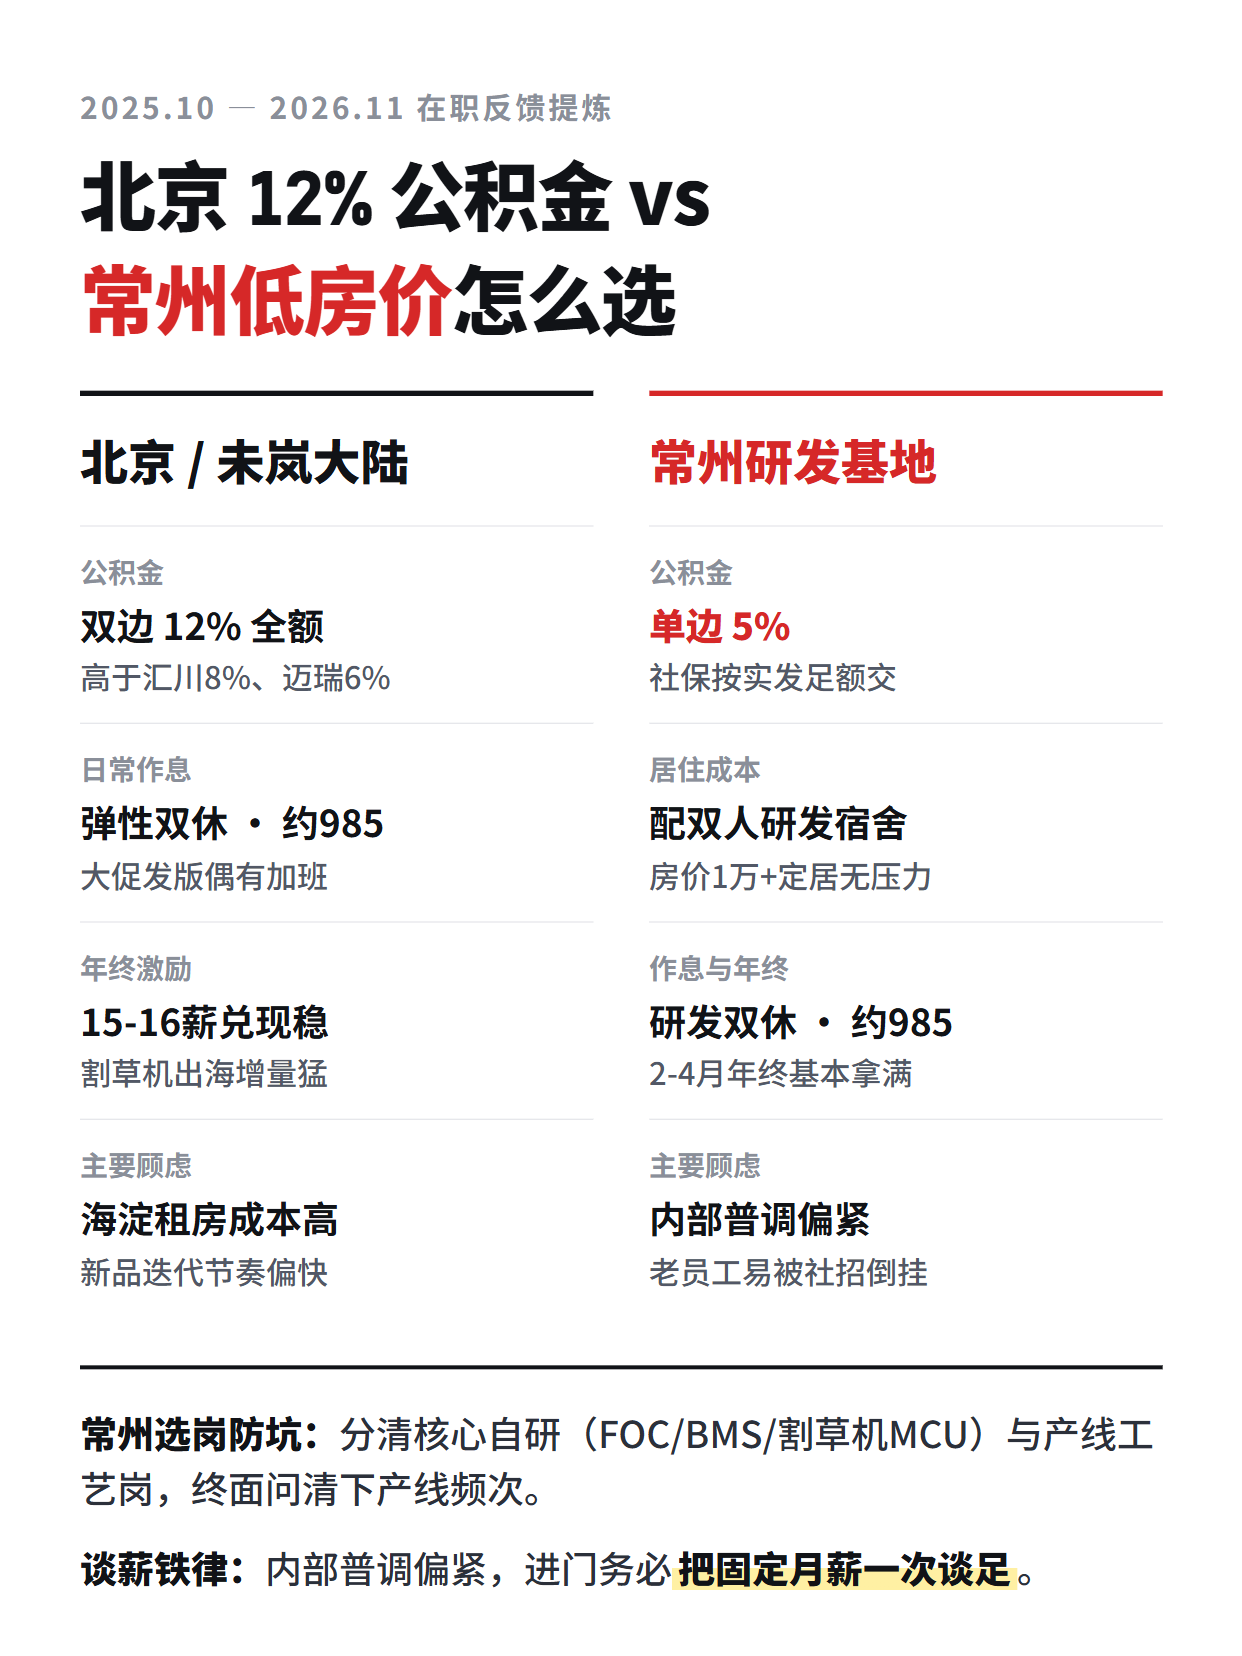 2025.10 — 2026.11 在职反馈提炼
北京 12% 公积金 vs
常州低房价怎么选
北京 / 未岚大陆
公积金
双边 12% 全额
高于汇川8%、迈瑞6%
日常作息
弹性双休 · 约985
大促发版偶有加班
年终激励
15-16薪兑现稳
割草机出海增量猛
主要顾虑
海淀租房成本高
新品迭代节奏偏快
常州研发基地
公积金
单边 5%
社保按实发足额交
居住成本
配双人研发宿舍
房价1万+定居无压力
作息与年终
研发双休 · 约985
2-4月年终基本拿满
主要顾虑
内部普调偏紧
老员工易被社招倒挂
常州选岗防坑：分清核心自研（FOC/BMS/割草机MCU）与产线工
艺岗，终面问清下产线频次。
谈薪铁律：内部普调偏紧，进门务必把固定月薪一次谈足。